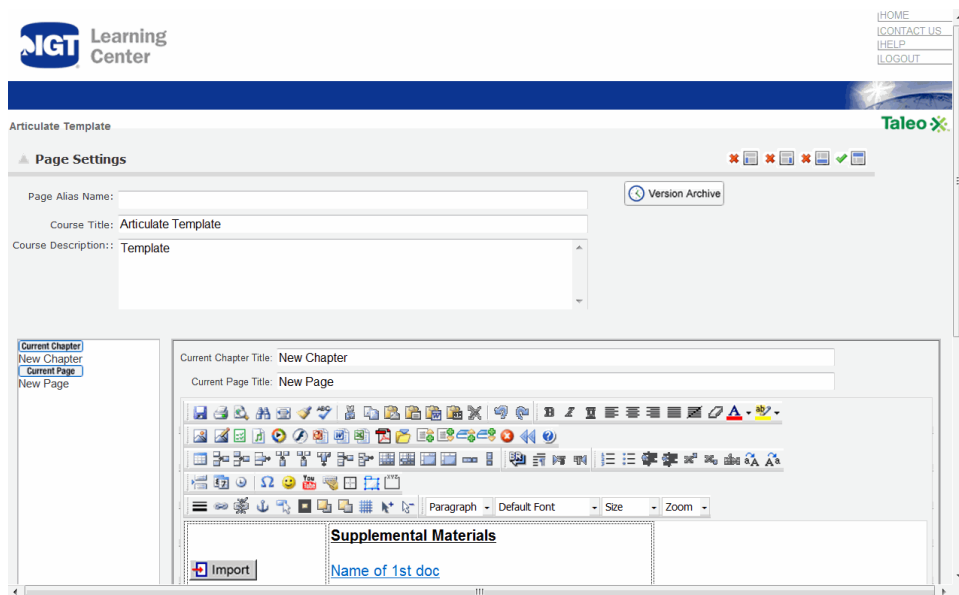 IGT Learning Center
HOME
CONTACT US
HELP
LOGOUT
Taleo
Articulate Template
Page Settings
Page Alias Name:
Version Archive
Course Title: Articulate Template
Course Description:: Template
Current Chapter
New Chapter
Current Page
New Page
Current Chapter Title: New Chapter
Current Page Title: New Page
Paragraph Default Font Size Zoom
Supplemental Materials
Import
Name of 1st doc